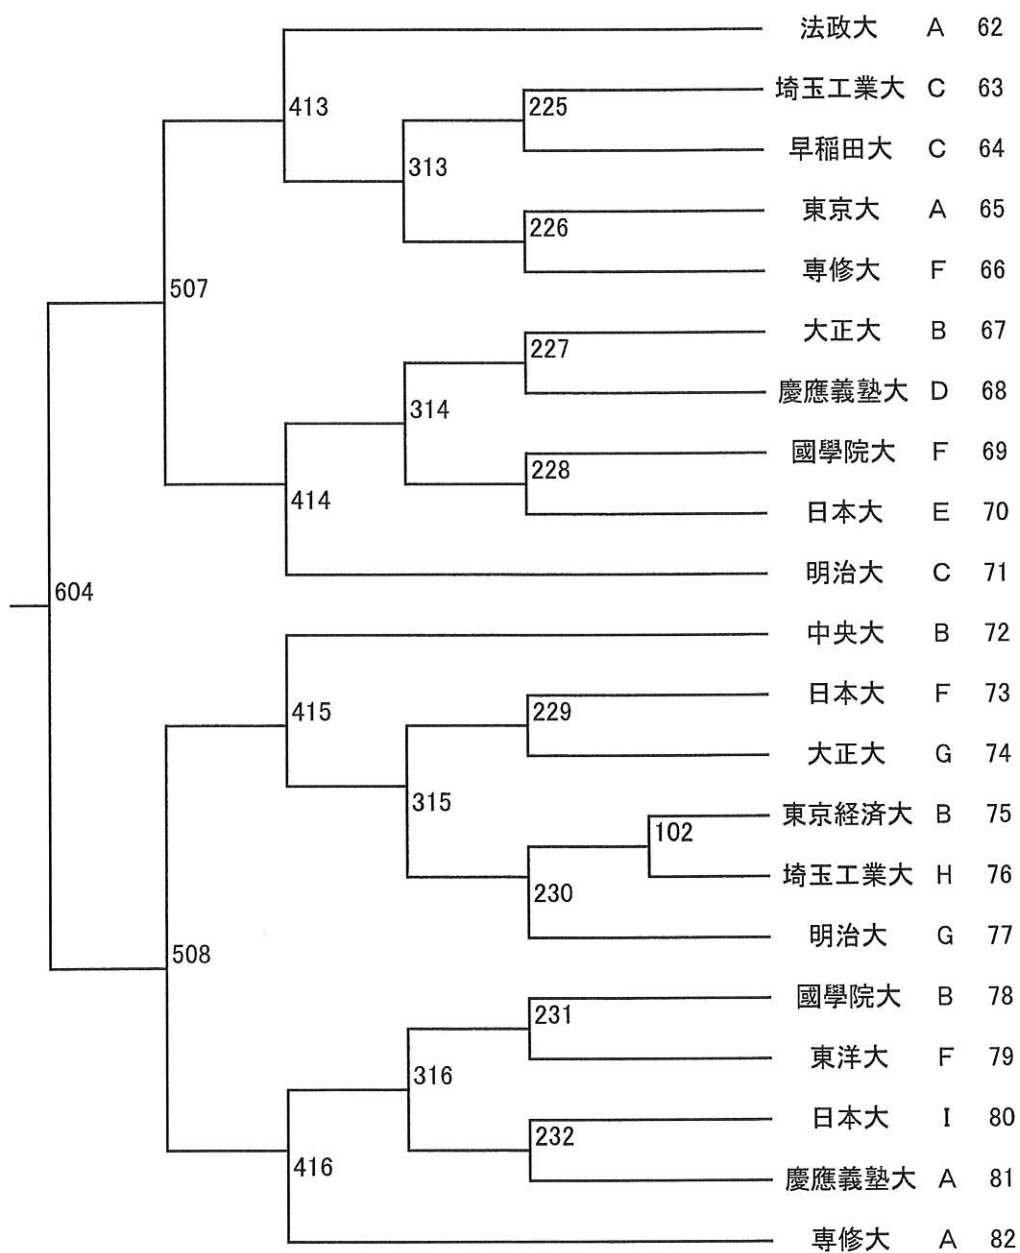 法政大 A 62
413
埼玉工業大 C 63
225
早稲田大 C 64
313
東京大 A 65
226
専修大 F 66
507
大正大 B 67
227
慶應義塾大 D 68
314
國學院大 F 69
228
日本大 E 70
414
明治大 C 71
604
中央大 B 72
日本大 F 73
415
229
大正大 G 74
315
東京経済大 B 75
102
埼玉工業大 H 76
230
明治大 G 77
508
國學院大 B 78
231
東洋大 F 79
316
日本大 I 80
232
416
慶應義塾大 A 81
専修大 A 82